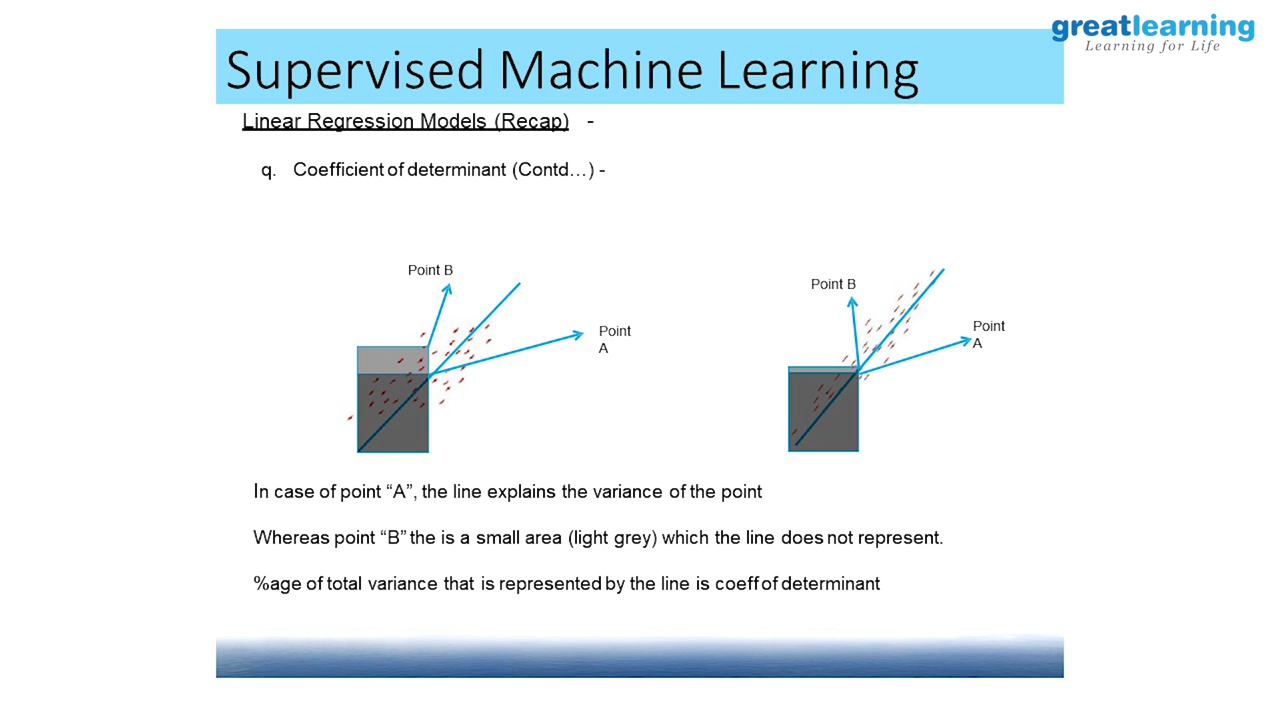 greatlearning
Learning for Life
Supervised Machine Learning
Linear Regression Models (Recap) -
q. Coefficient of determinant (Contd…) -
Point B
Point
A
Point B
Point
A
In case of point “A”, the line explains the variance of the point
Whereas point “B” the is a small area (light grey) which the line does not represent.
%age of total variance that is represented by the line is coeff of determinant